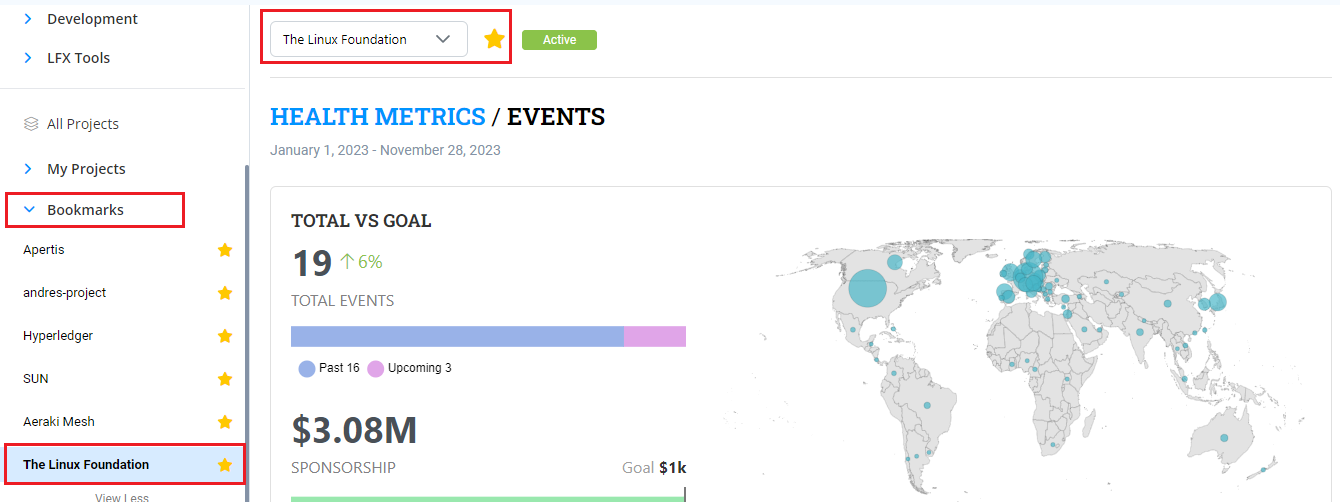 Development
LFX Tools
All Projects
My Projects
Bookmarks
Apertis
andres-project
Hyperledger
SUN
Aeraki Mesh
The Linux Foundation
View Less
The Linux Foundation
Active
HEALTH METRICS / EVENTS
January 1, 2023 - November 28, 2023
TOTAL VS GOAL
19 ↑ 6%
TOTAL EVENTS
Past 16 Upcoming 3
$3.08M
SPONSORSHIP Goal $1k